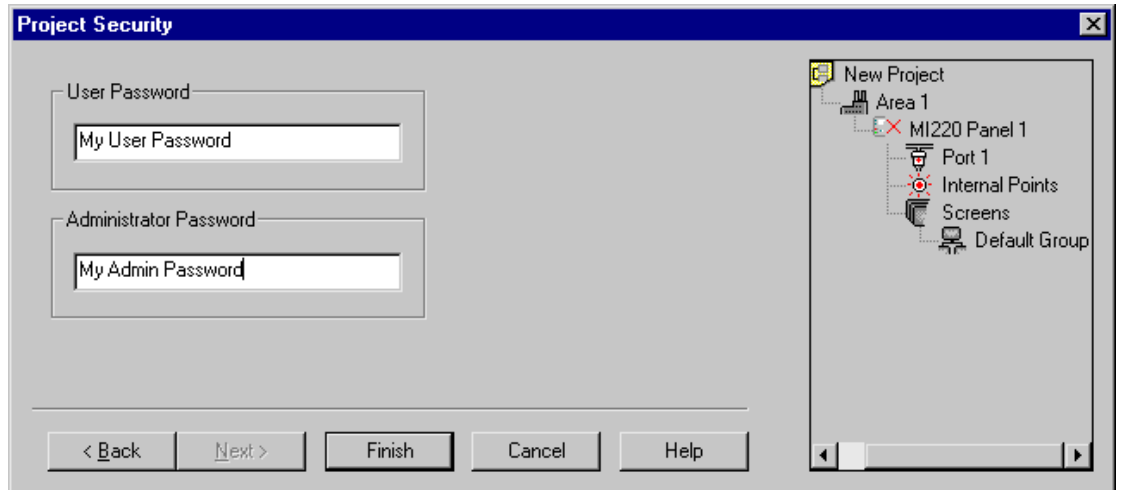 Project Security
User Password
My User Password
Administrator Password
My Admin Password
< Back
Next >
Finish
Cancel
Help
New Project
Area 1
MI220 Panel 1
Port 1
Internal Points
Screens
Default Group